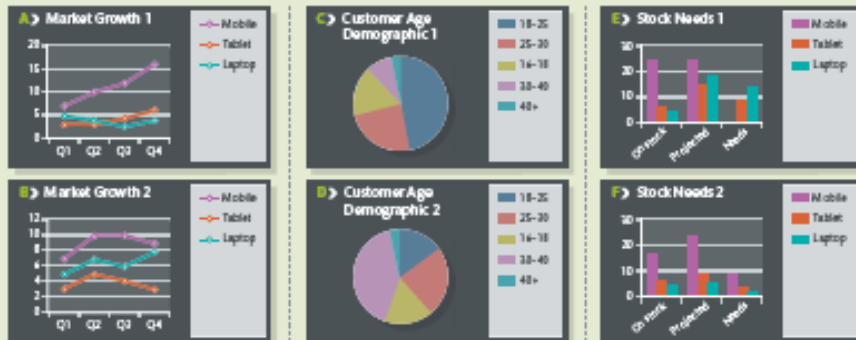 A Market Growth 1
20
15
10
5
0
Q1 Q2 Q3 Q4
Mobile
Tablet
Laptop
B Market Growth 2
12
10
8
6
4
2
0
Q1 Q2 Q3 Q4
Mobile
Tablet
Laptop
C Customer Age
Demographic 1
18-25
25-30
16-18
30-40
40+
D Customer Age
Demographic 2
18-25
25-30
16-18
30-40
40+
E Stock Needs 1
30
20
10
0
On stock Projected Needs
Mobile
Tablet
Laptop
F Stock Needs 2
30
20
10
0
On stock Projected Needs
Mobile
Tablet
Laptop